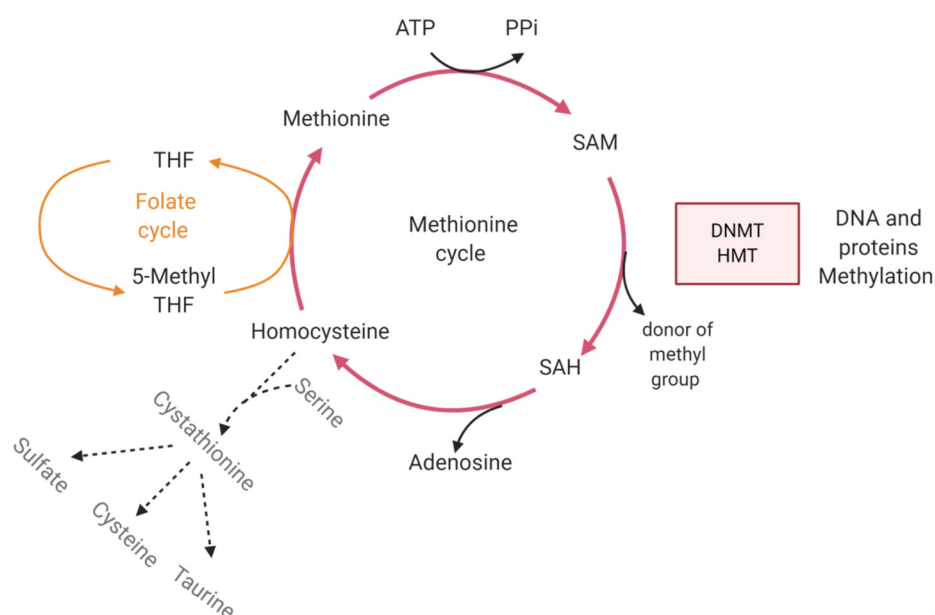 ATP
PPi
Methionine
SAM
THF
Folate
cycle
5-Methyl
THF
Methionine
cycle
DNMT
HMT
DNA and
proteins
Methylation
Homocysteine
donor of
methyl
group
SAH
Serine
Cystathionine
Adenosine
Sulfate
Cysteine
Taurine